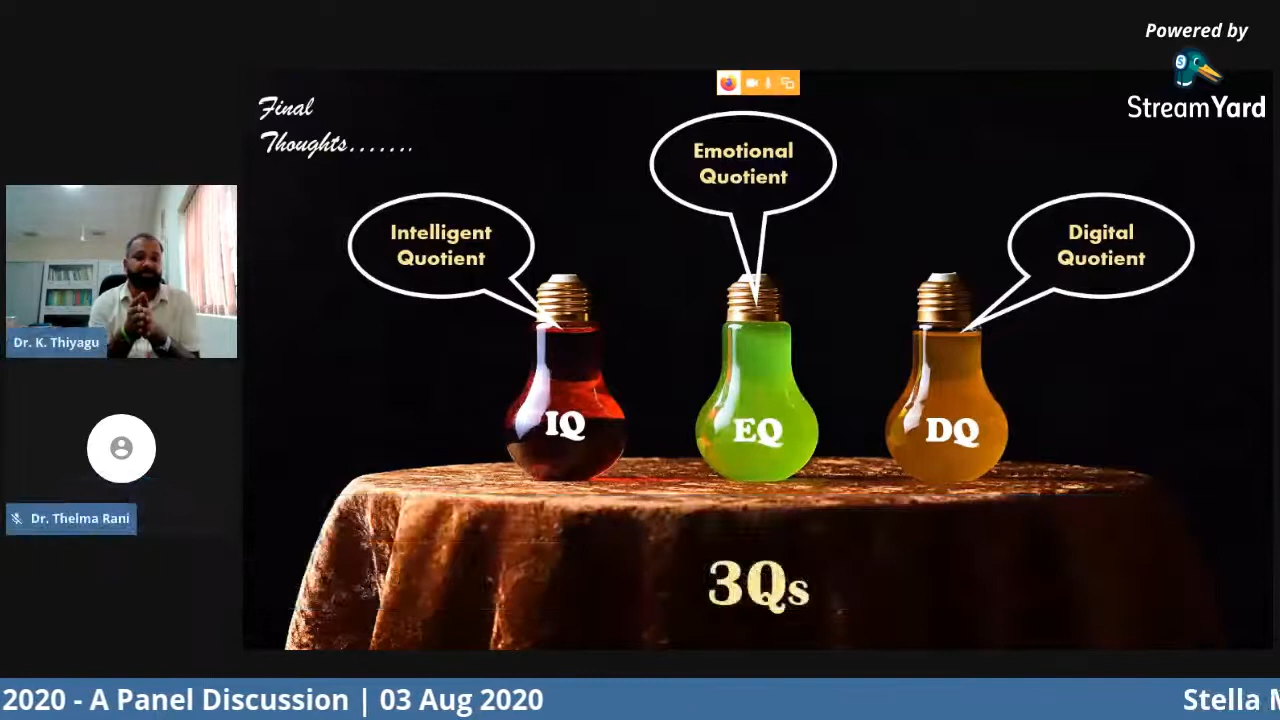 Powered by
StreamYard
Final
Thoughts.......
Emotional
Quotient
Intelligent
Quotient
Digital
Quotient
IQ
EQ
DQ
3Qs
Dr. K. Thiyagu
Dr. Thelma Rani
2020 - A Panel Discussion | 03 Aug 2020
Stella